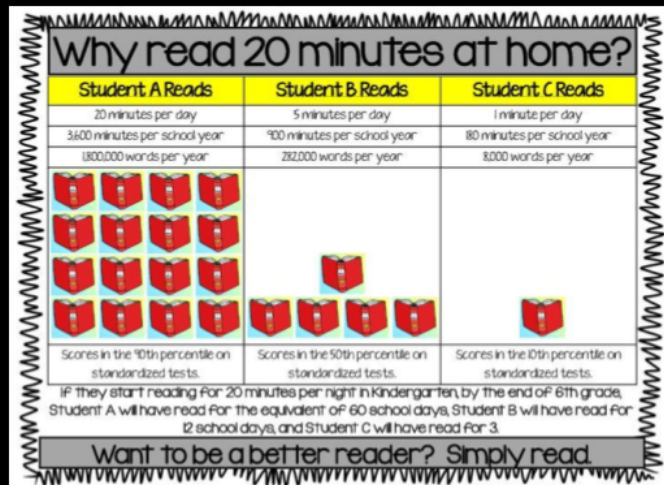 Why read 20 minutes at home?
Student A Reads
Student B Reads
Student C Reads
20 minutes per day
5 minutes per day
1 minute per day
3,600 minutes per school year
900 minutes per school year
180 minutes per school year
1,800,000 words per year
282,000 words per year
8,000 words per year
Scores in the 90th percentile on
standardized tests.
Scores in the 50th percentile on
standardized tests.
Scores in the 10th percentile on
standardized tests.
If they start reading for 20 minutes per night in Kindergarten, by the end of 6th grade,
Student A will have read for the equivalent of 60 school days, Student B will have read for
12 school days, and Student C will have read for 3.
Want to be a better reader? Simply read.